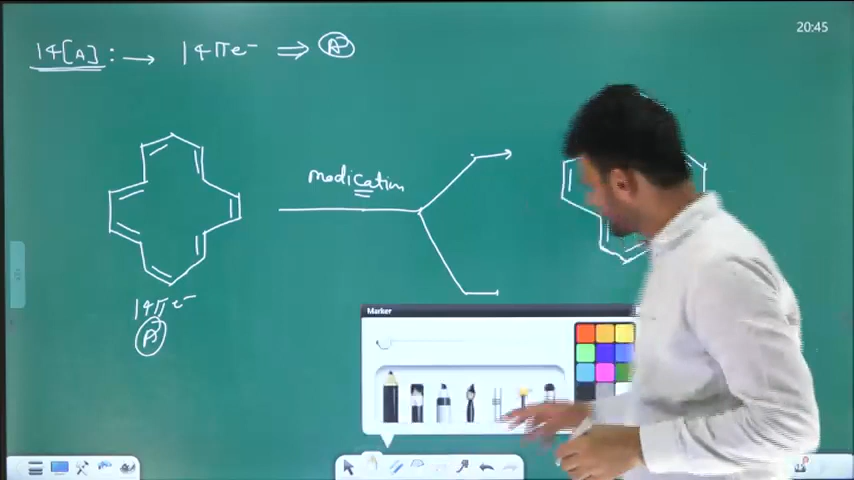 20:45
14[A] : → 14πe⁻ ⇒ A
modication
14πe⁻
A
Marker